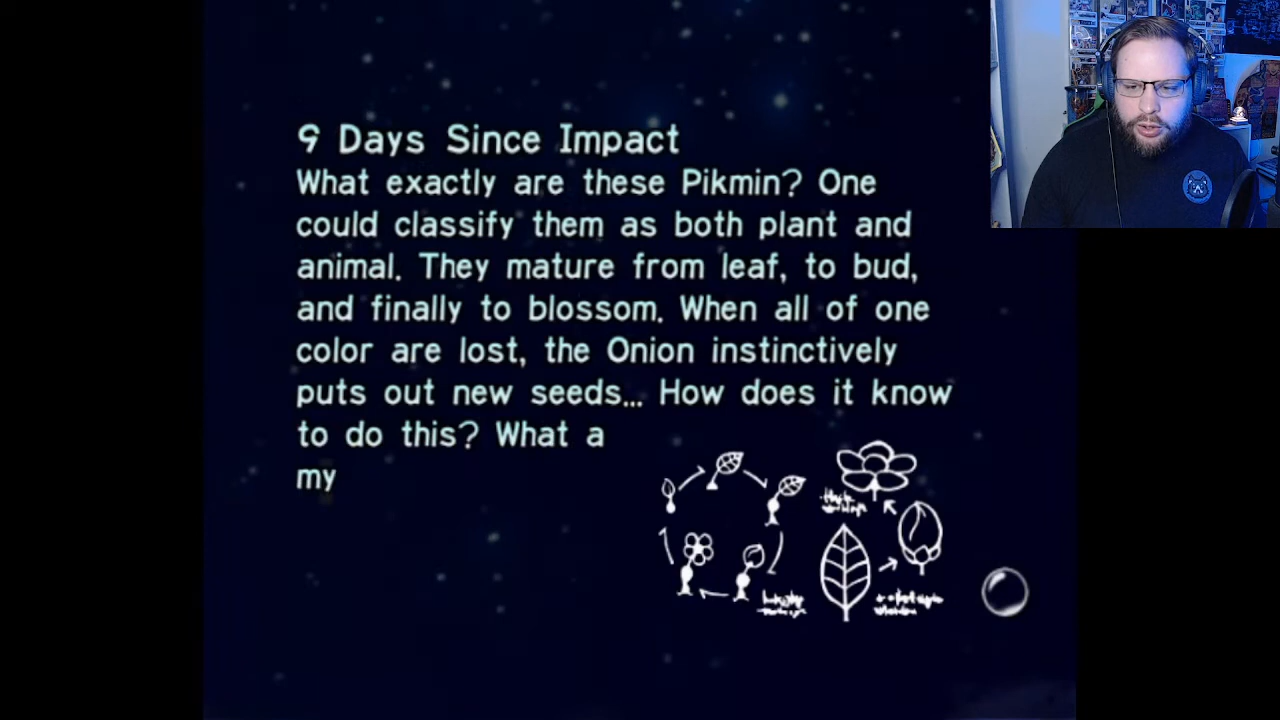 9 Days Since Impact
What exactly are these Pikmin? One
could classify them as both plant and
animal. They mature from leaf, to bud,
and finally to blossom. When all of one
color are lost, the Onion instinctively
puts out new seeds... How does it know
to do this? What a
my